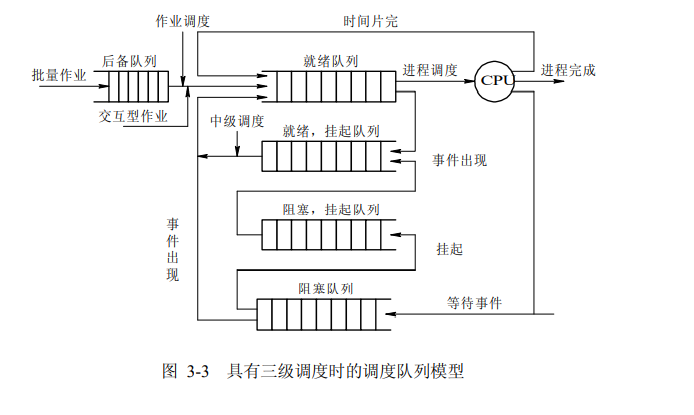 作业调度
时间片完
后备队列
就绪队列
批量作业
进程调度
CPU
进程完成
交互型作业
中级调度
就绪，挂起队列
事件出现
阻塞，挂起队列
事件出现
挂起
阻塞队列
等待事件
图 3-3 具有三级调度时的调度队列模型